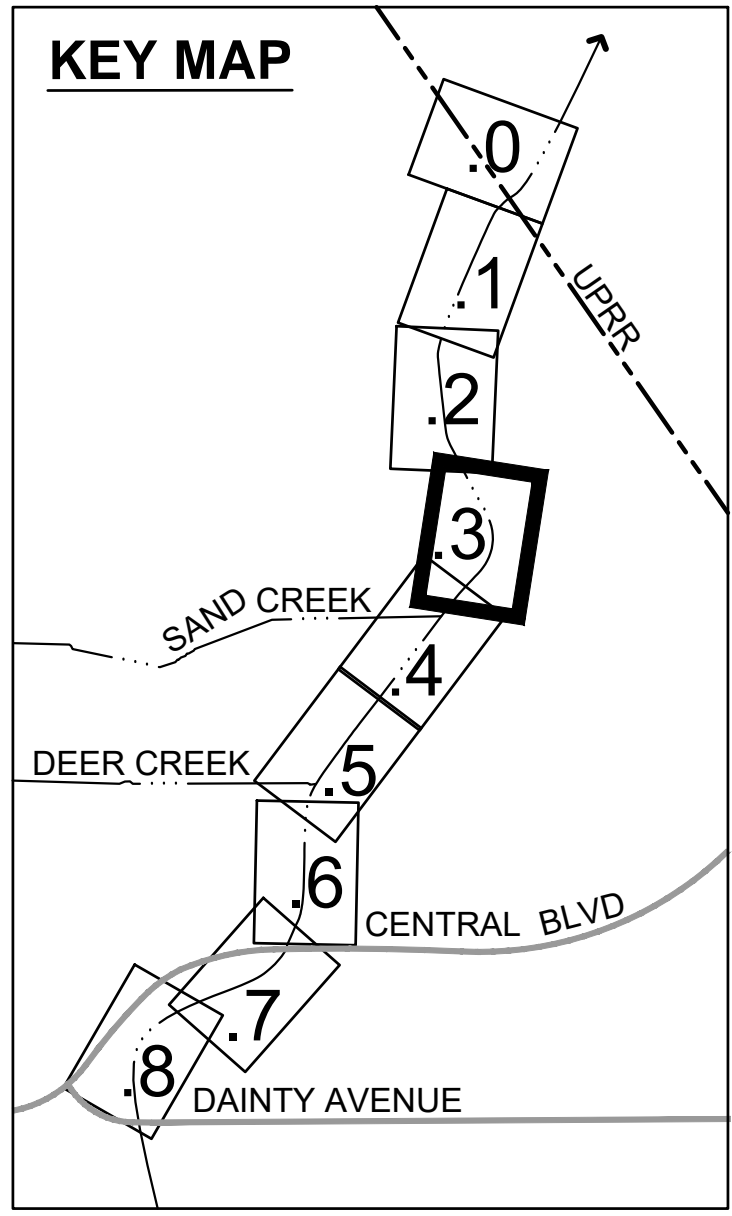 KEY MAP
.0
.1
UPRR
.2
.3
SAND CREEK
.4
DEER CREEK
.5
.6
CENTRAL BLVD
.7
.8
DAINTY AVENUE